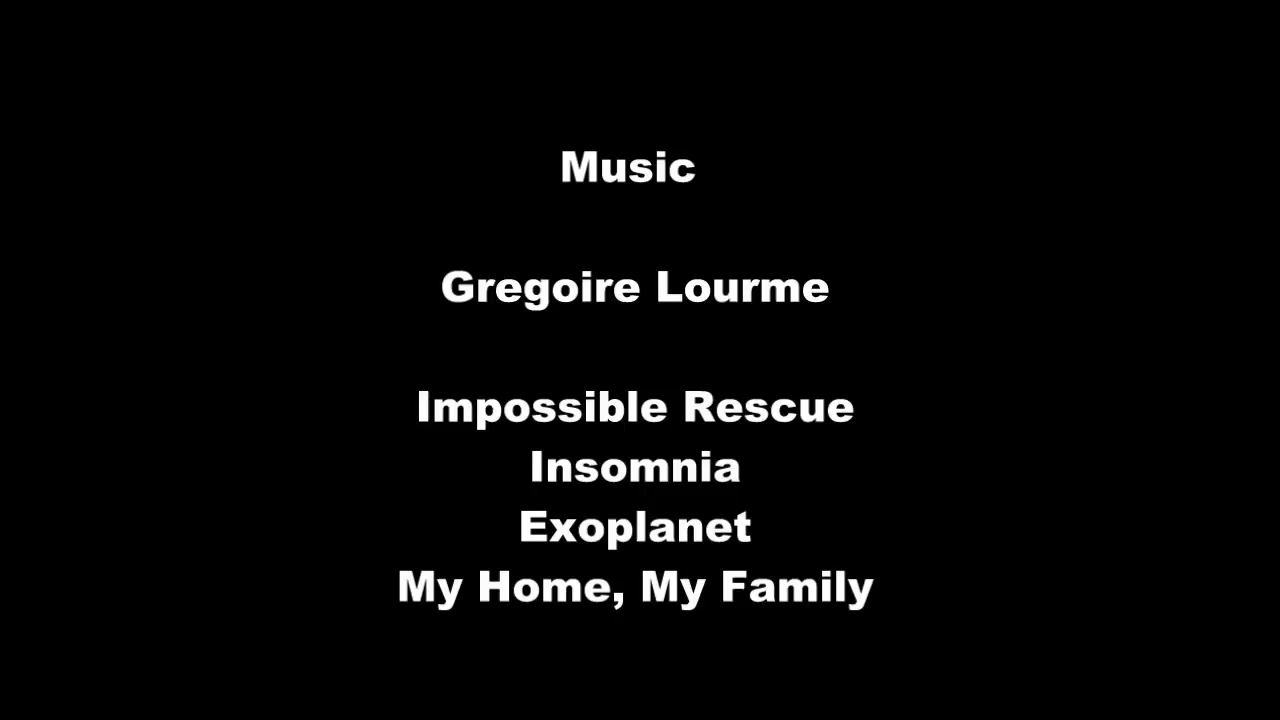 Music
Gregoire Lourme
Impossible Rescue
Insomnia
Exoplanet
My Home, My Family